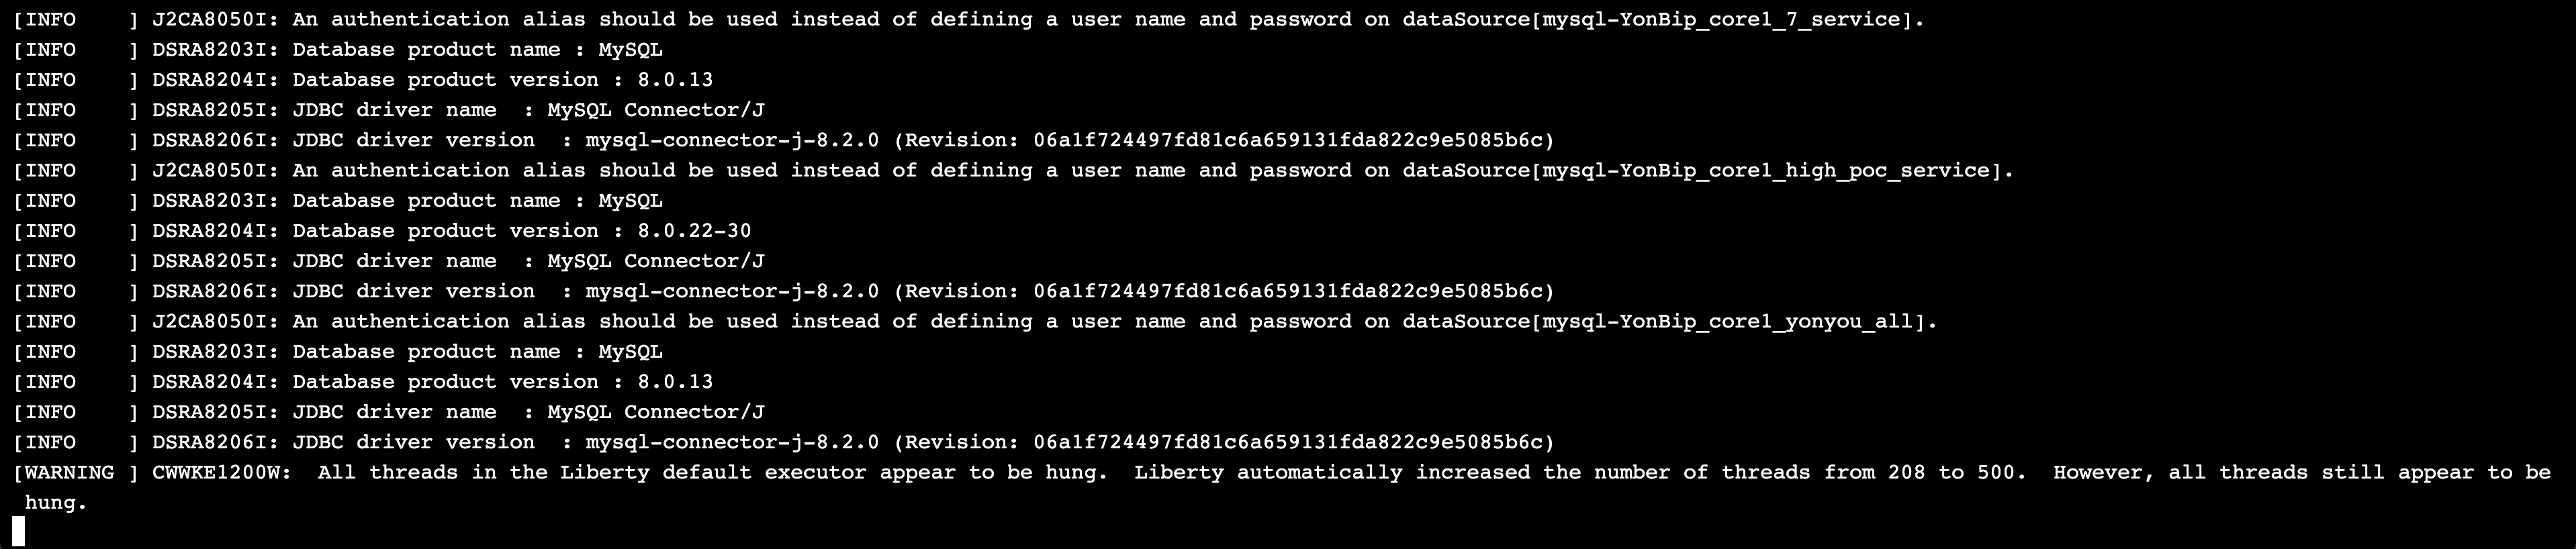 [INFO    ] J2CA8050I: An authentication alias should be used instead of defining a user name and password on dataSource[mysql-YonBip_core1_7_service].
[INFO    ] DSRA8203I: Database product name : MySQL
[INFO    ] DSRA8204I: Database product version : 8.0.13
[INFO    ] DSRA8205I: JDBC driver name  : MySQL Connector/J
[INFO    ] DSRA8206I: JDBC driver version  : mysql-connector-j-8.2.0 (Revision: 06a1f724497fd81c6a659131fda822c9e5085b6c)
[INFO    ] J2CA8050I: An authentication alias should be used instead of defining a user name and password on dataSource[mysql-YonBip_core1_high_poc_service].
[INFO    ] DSRA8203I: Database product name : MySQL
[INFO    ] DSRA8204I: Database product version : 8.0.22-30
[INFO    ] DSRA8205I: JDBC driver name  : MySQL Connector/J
[INFO    ] DSRA8206I: JDBC driver version  : mysql-connector-j-8.2.0 (Revision: 06a1f724497fd81c6a659131fda822c9e5085b6c)
[INFO    ] J2CA8050I: An authentication alias should be used instead of defining a user name and password on dataSource[mysql-YonBip_core1_yonyou_all].
[INFO    ] DSRA8203I: Database product name : MySQL
[INFO    ] DSRA8204I: Database product version : 8.0.13
[INFO    ] DSRA8205I: JDBC driver name  : MySQL Connector/J
[INFO    ] DSRA8206I: JDBC driver version  : mysql-connector-j-8.2.0 (Revision: 06a1f724497fd81c6a659131fda822c9e5085b6c)
[WARNING ] CWWKE1200W:  All threads in the Liberty default executor appear to be hung.  Liberty automatically increased the number of threads from 208 to 500.  However, all threads still appear to be
 hung.